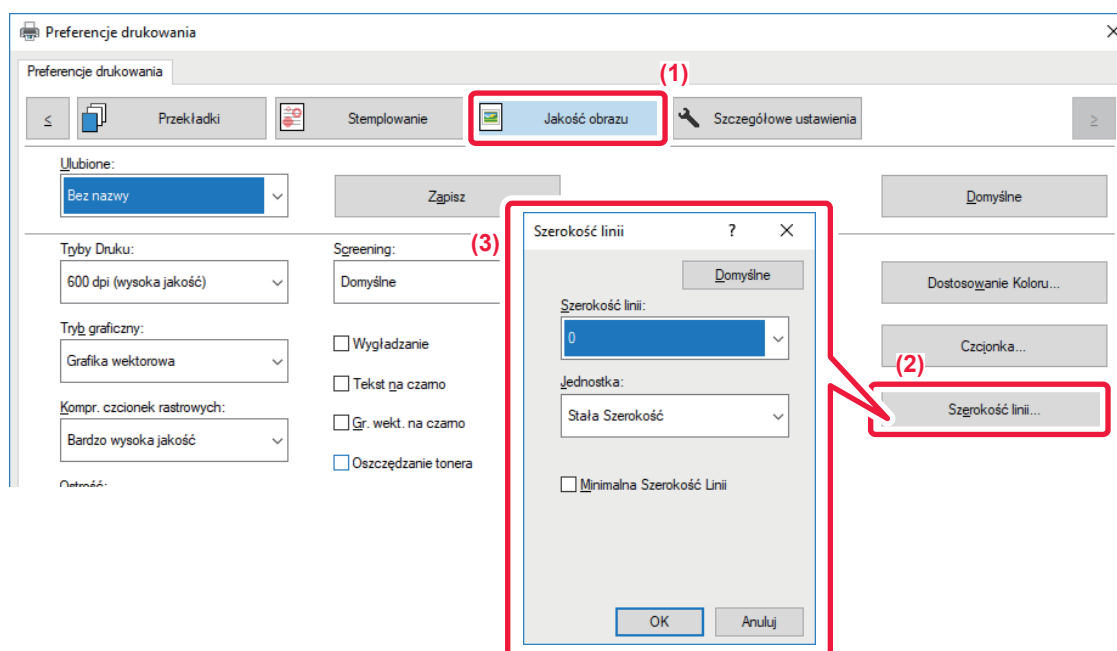 Preferencje drukowania
Preferencje drukowania
(1)
<
Przekładki
Stemplowanie
Jakość obrazu
Szczegółowe ustawienia
>
Ulubione:
Bez nazwy
Zapisz
Domyślne
Tryby Druku:
600 dpi (wysoka jakość)
Screening:
Domyślne
(3)
Szerokość linii
?
Domyślne
Szerokość linii:
0
Jednostka:
Stała Szerokość
Minimalna Szerokość Linii
OK
Anuluj
Dostosowanie Koloru...
Tryb graficzny:
Grafika wektorowa
Wygładzanie
Czcionka...
(2)
Tekst na czarno
Kompr. czcionek rastrowych:
Bardzo wysoka jakość
Gr. wekt. na czarno
Szerokość linii...
Oszczędzanie tonera
Ostrość: